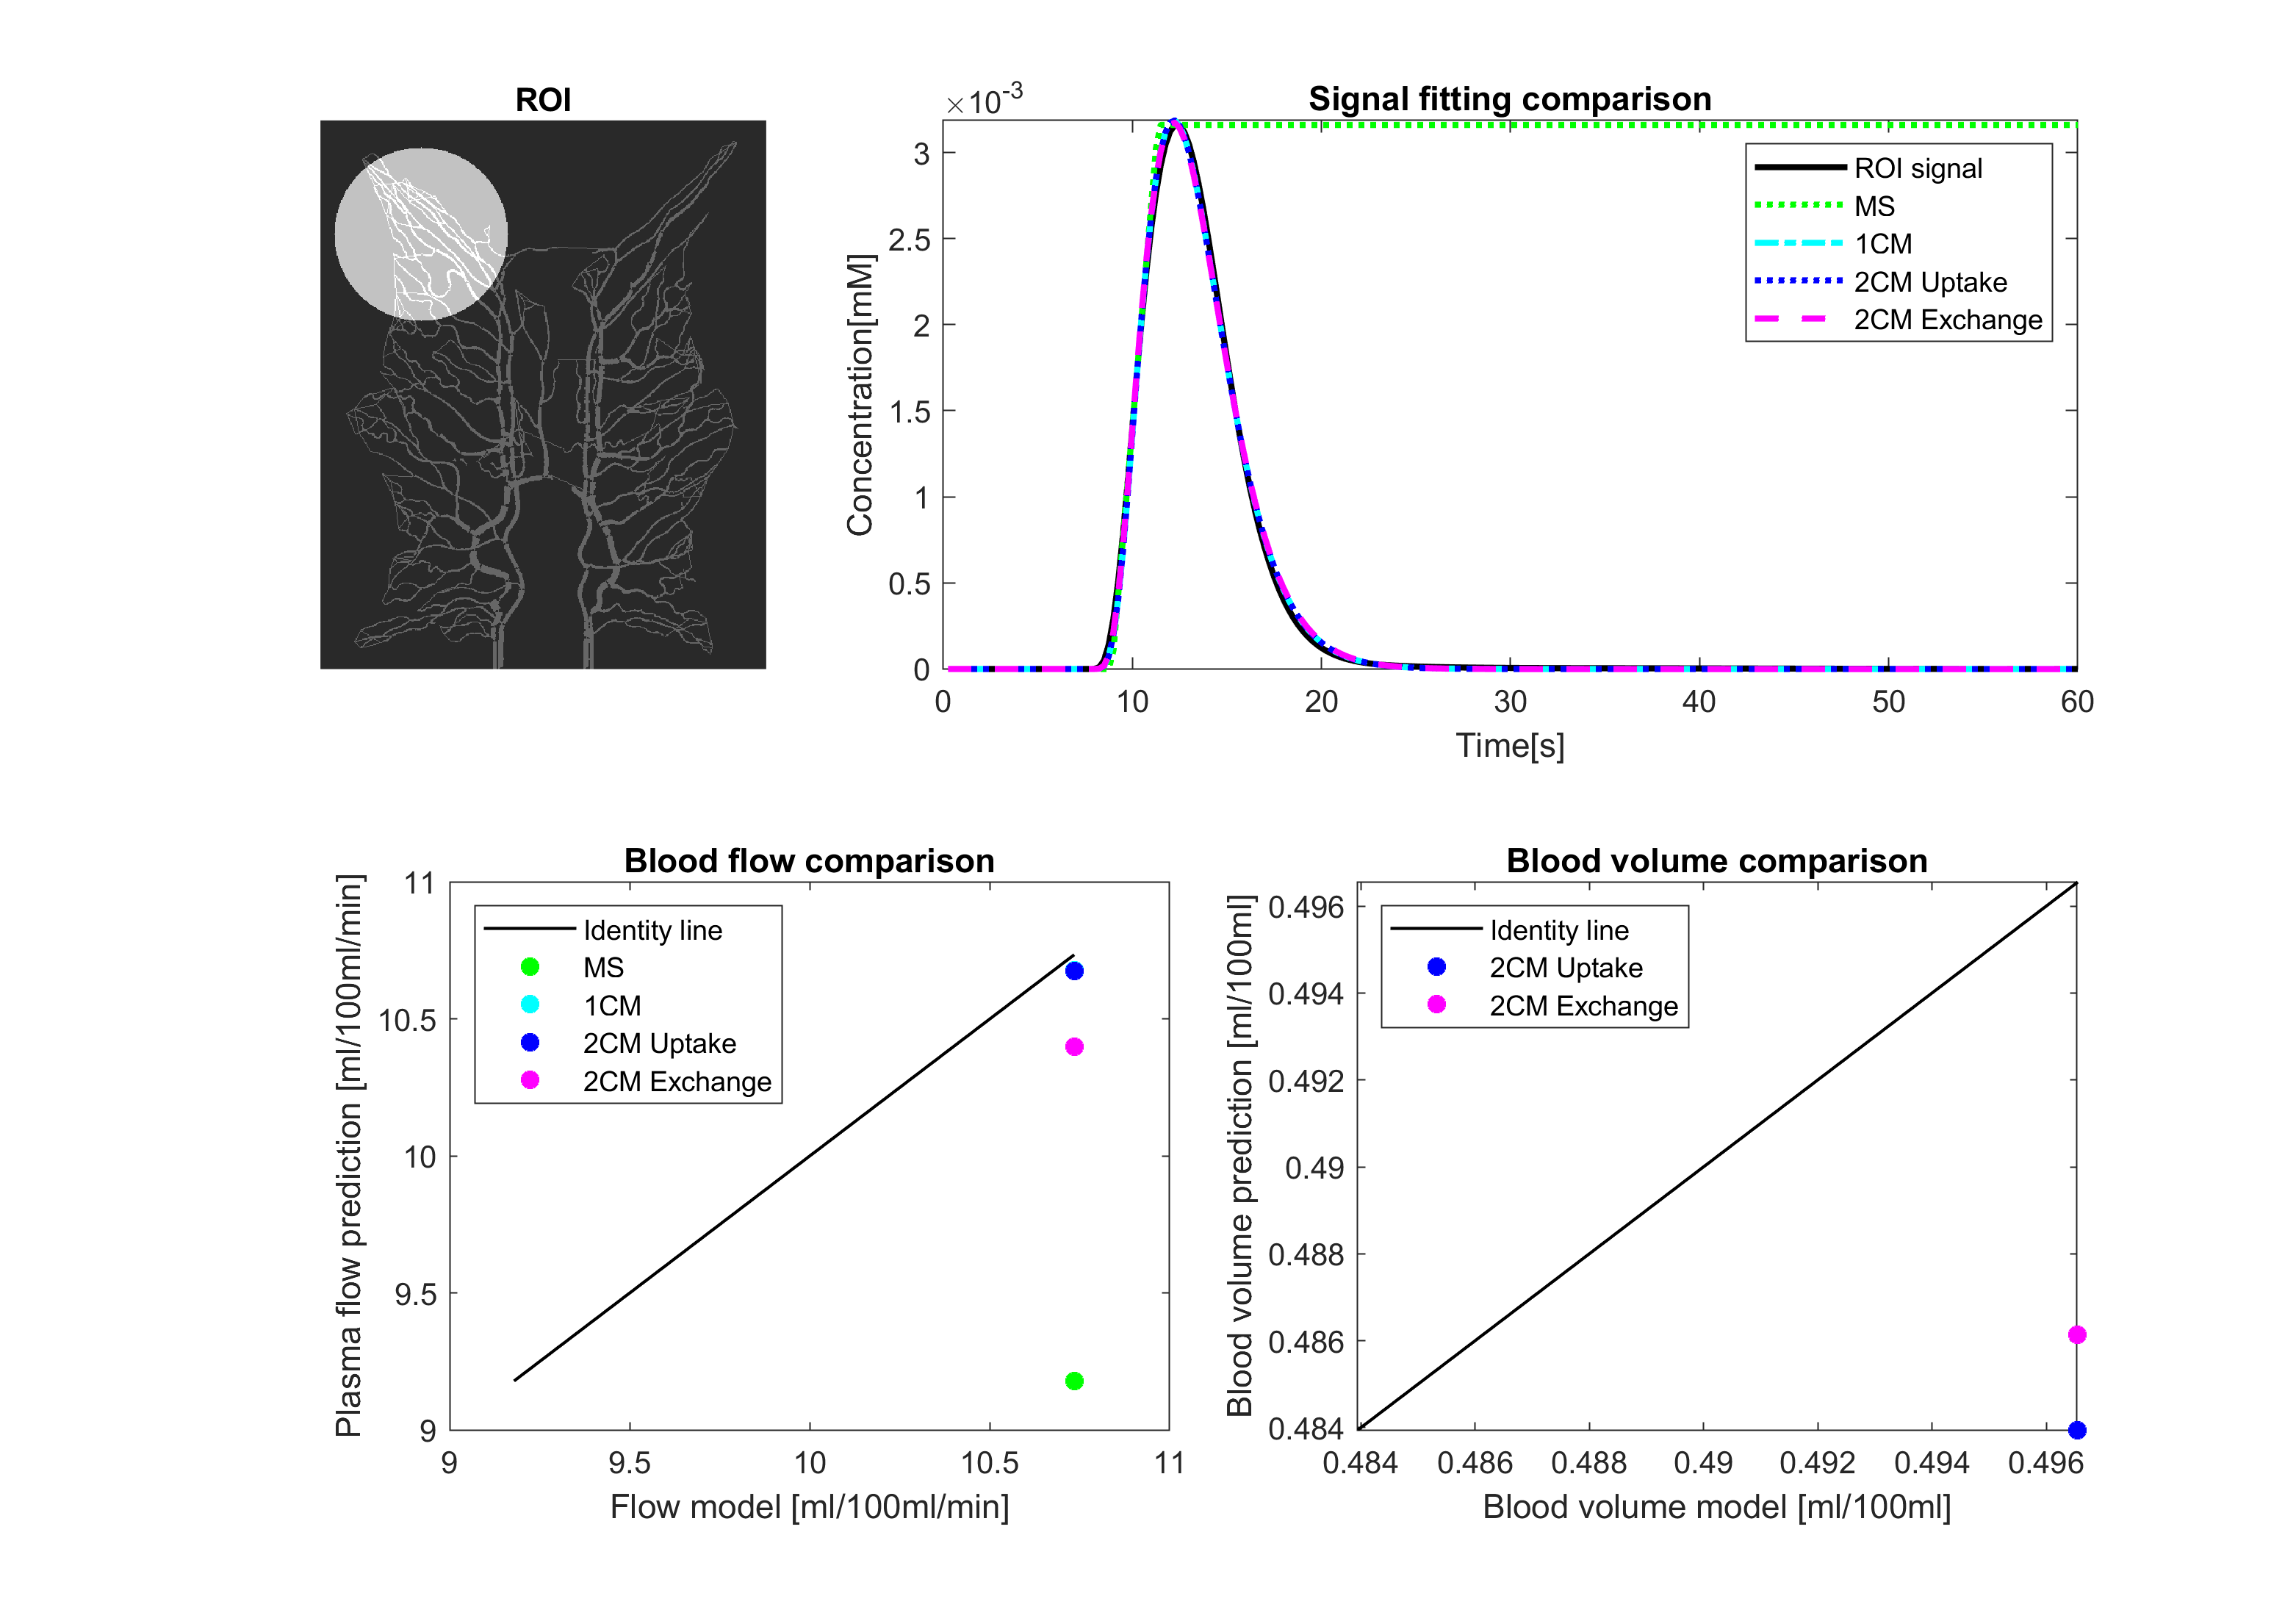 ROI
Signal fitting comparison
×10-3
Concentration[mM]
3
2.5
2
1.5
1
0.5
0
0 10 20 30 40 50 60
Time[s]
ROI signal
MS
1CM
2CM Uptake
2CM Exchange
Blood flow comparison
Plasma flow prediction [ml/100ml/min]
11
10.5
10
9.5
9
9 9.5 10 10.5 11
Flow model [ml/100ml/min]
Identity line
MS
1CM
2CM Uptake
2CM Exchange
Blood volume comparison
Blood volume prediction [ml/100ml]
0.496
0.494
0.492
0.49
0.488
0.486
0.484
0.484 0.486 0.488 0.49 0.492 0.494 0.496
Blood volume model [ml/100ml]
Identity line
2CM Uptake
2CM Exchange